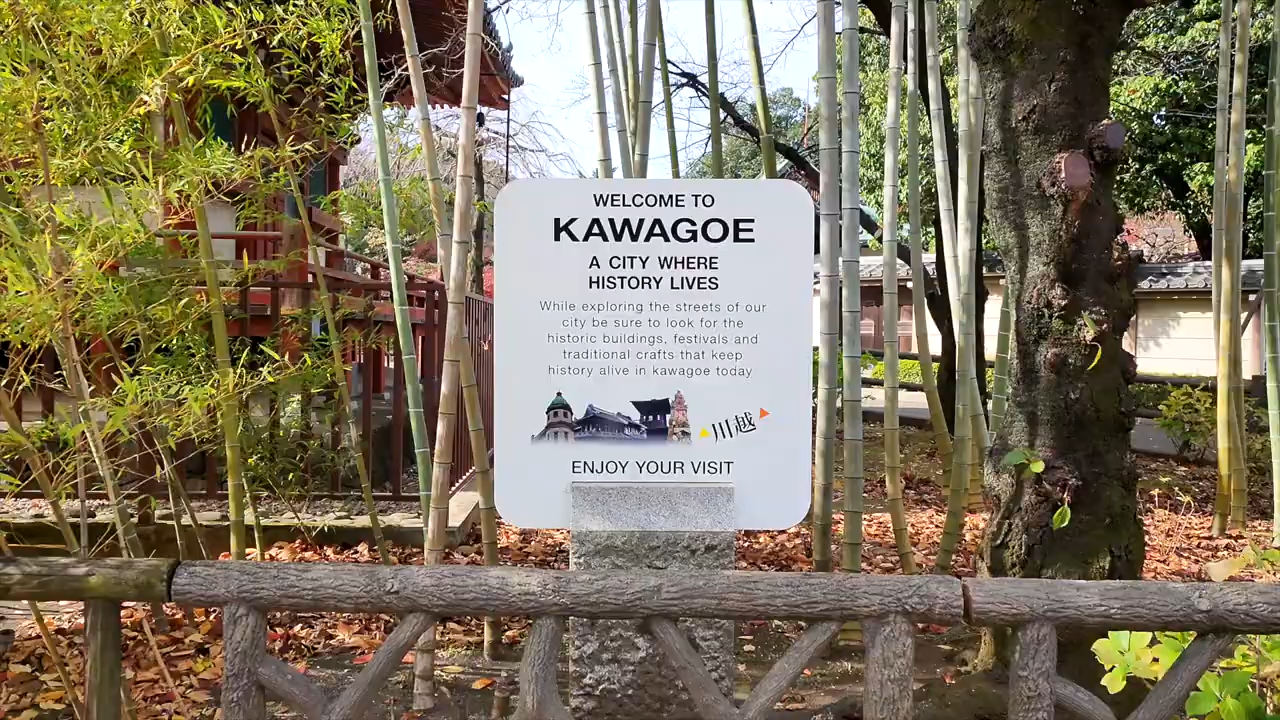 WELCOME TO
KAWAGOE
A CITY WHERE
HISTORY LIVES
While exploring the streets of our
city be sure to look for the
historic buildings, festivals and
traditional crafts that keep
history alive in kawagoe today
川越
ENJOY YOUR VISIT